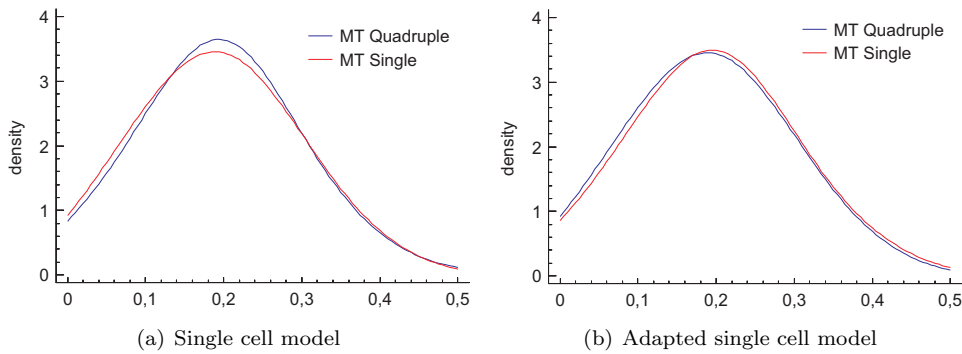 MT Quadruple
MT Single
density
4
3
2
1
0
0 0,1 0,2 0,3 0,4 0,5
(a) Single cell model
MT Quadruple
MT Single
density
4
3
2
1
0
0 0,1 0,2 0,3 0,4 0,5
(b) Adapted single cell model